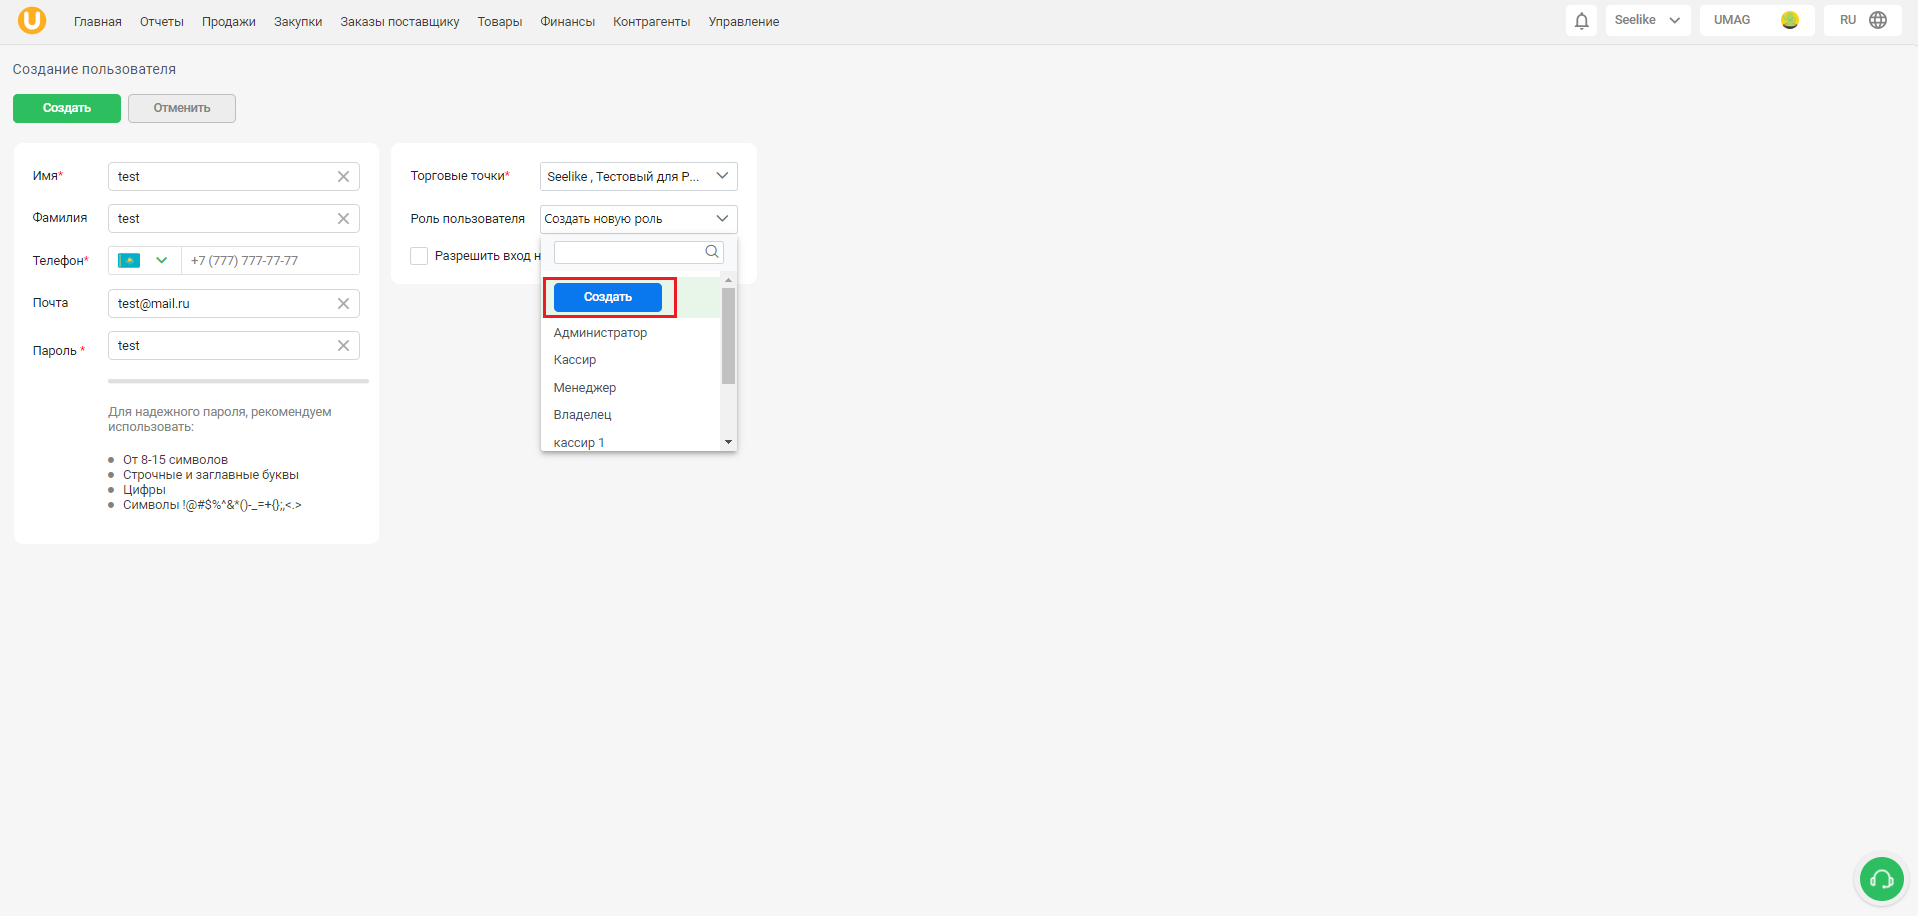 Главная Отчеты Продажи Закупки Заказы поставщику Товары Финансы Контрагенты Управление Seelike UMAG RU
Создание пользователя
Создать Отменить
Имя* test
Фамилия test
Телефон* +7 (777) 777-77-77
Почта test@mail.ru
Пароль * test
Для надежного пароля, рекомендуем
использовать:
От 8-15 символов
Строчные и заглавные буквы
Цифры
Символы !@#$%^&*()-_=+{};,<.>
Торговые точки* Seelike , Тестовый для Р...
Роль пользователя Создать новую роль
Разрешить вход н
Создать
Администратор
Кассир
Менеджер
Владелец
кассир 1